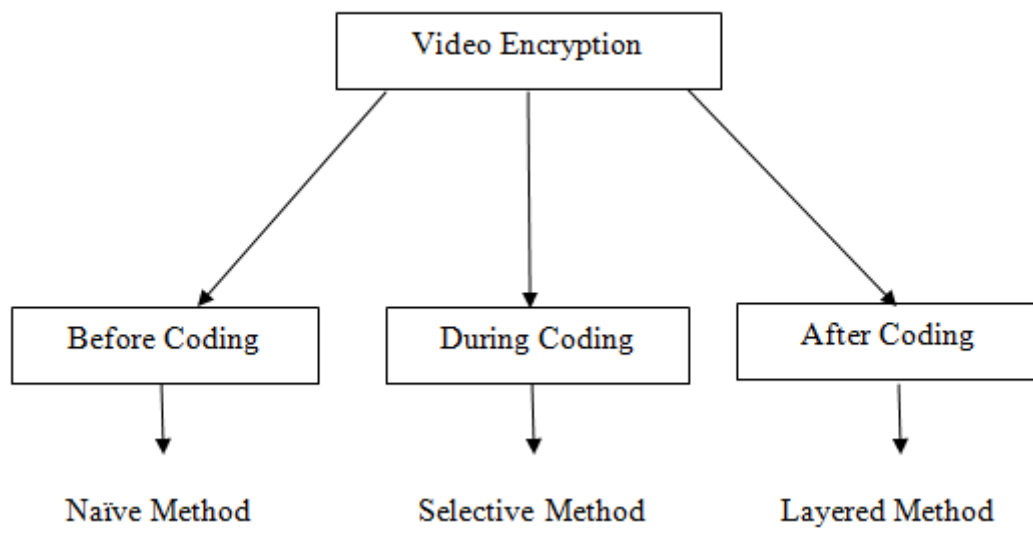 Video Encryption
Before Coding
During Coding
After Coding
Naïve Method
Selective Method
Layered Method